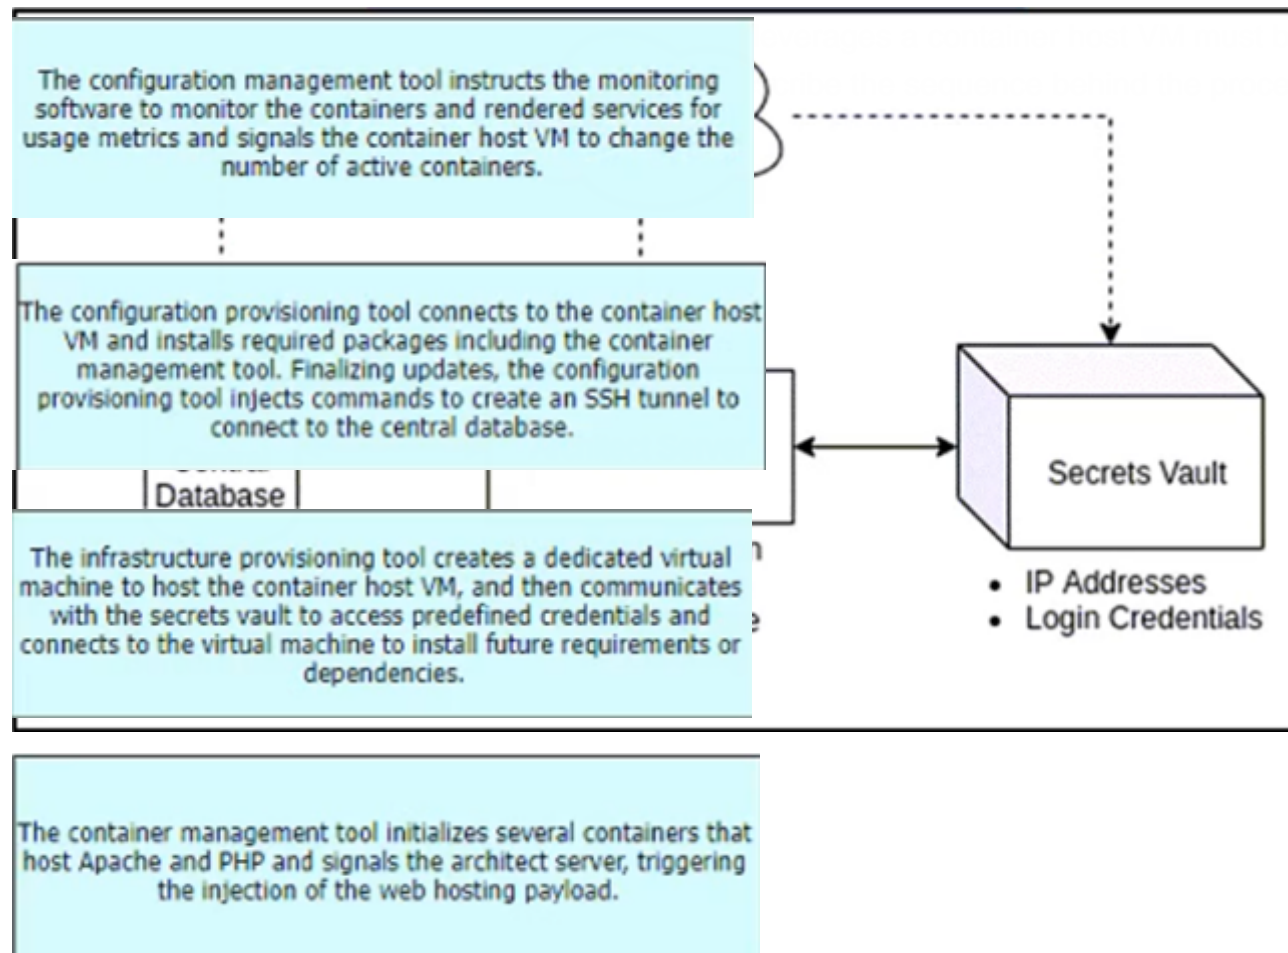 The configuration management tool instructs the monitoring
software to monitor the containers and rendered services for
usage metrics and signals the container host VM to change the
number of active containers.
The configuration provisioning tool connects to the container host
VM and installs required packages including the container
management tool. Finalizing updates, the configuration
provisioning tool injects commands to create an SSH tunnel to
connect to the central database.
Database
Secrets Vault
The infrastructure provisioning tool creates a dedicated virtual
machine to host the container host VM, and then communicates
with the secrets vault to access predefined credentials and
connects to the virtual machine to install future requirements or
dependencies.
• IP Addresses
• Login Credentials
The container management tool initializes several containers that
host Apache and PHP and signals the architect server, triggering
the injection of the web hosting payload.